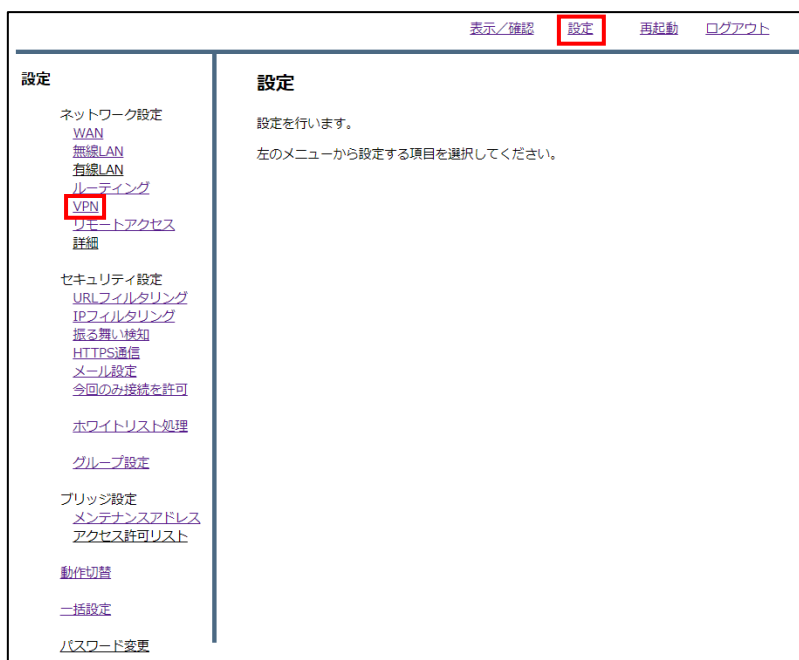 表示／確認 設定 再起動 ログアウト
設定
ネットワーク設定
WAN
無線LAN
有線LAN
ルーティング
VPN
リモートアクセス
詳細
セキュリティ設定
URLフィルタリング
IPフィルタリング
振る舞い検知
HTTPS通信
メール設定
今回のみ接続を許可
ホワイトリスト処理
グループ設定
ブリッジ設定
メンテナンスアドレス
アクセス許可リスト
動作切替
一括設定
パスワード変更
設定
設定を行います。
左のメニューから設定する項目を選択してください。